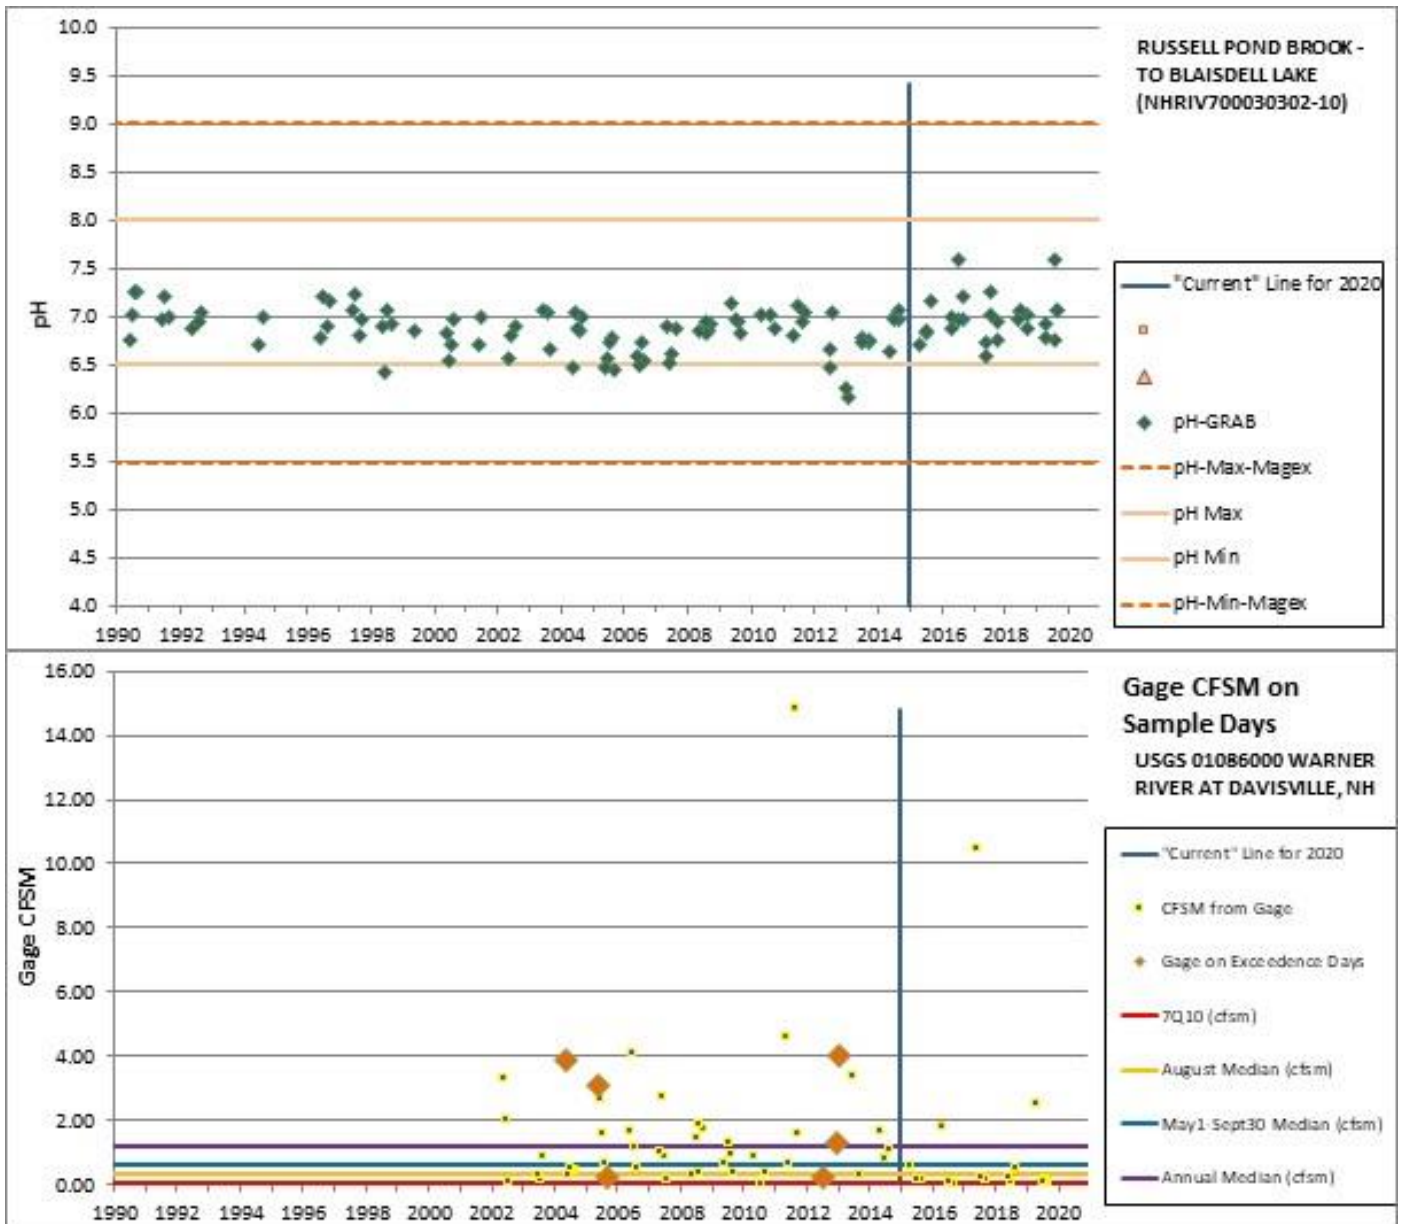 10.0
9.5
9.0
8.5
8.0
7.5
7.0
6.5
6.0
5.5
5.0
4.5
4.0
pH
1990 1992 1994 1996 1998 2000 2002 2004 2006 2008 2010 2012 2014 2016 2018 2020
RUSSELL POND BROOK -
TO BLAISDELL LAKE
(NHRIV700030302-10)
"Current" Line for 2020
pH-GRAB
pH-Max-Magex
pH Max
pH Min
pH-Min-Magex
16.00
14.00
12.00
10.00
8.00
6.00
4.00
2.00
0.00
Gage CFSM
1990 1992 1994 1996 1998 2000 2002 2004 2006 2008 2010 2012 2014 2016 2018 2020
Gage CFSM on
Sample Days
USGS 01086000 WARNER
RIVER AT DAVISVILLE, NH
"Current" Line for 2020
CFSM from Gage
Gage on Exceedence Days
7Q10 (cfsm)
August Median (cfsm)
May1-Sept30 Median (cfsm)
Annual Median (cfsm)